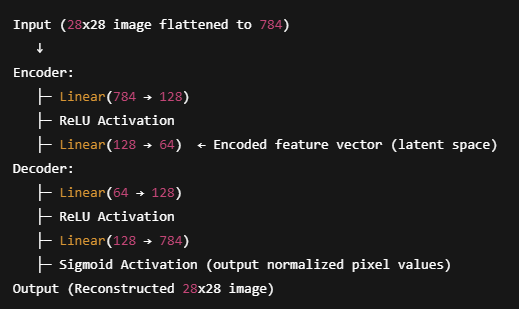 Input (28x28 image flattened to 784)
↓
Encoder:
├─ Linear(784 → 128)
├─ ReLU Activation
├─ Linear(128 → 64)  ← Encoded feature vector (latent space)
Decoder:
├─ Linear(64 → 128)
├─ ReLU Activation
├─ Linear(128 → 784)
├─ Sigmoid Activation (output normalized pixel values)
Output (Reconstructed 28x28 image)